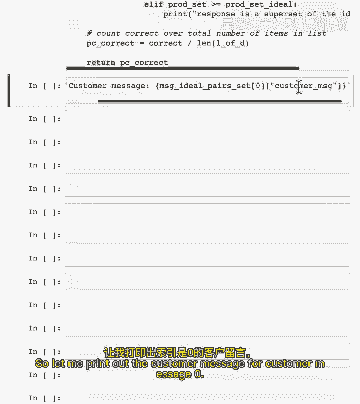 elif prod_set >= prod_set_ideal:
print("response is a superset of the id
# count correct over total number of items in list
pc_correct = correct / len(l_of_d)
return pc_correct
In [ ]: 'Customer message: {msg_ideal_pairs_set[0]["customer_msg"]}'
In [ ]:
In [ ]:
In [ ]:
In [ ]:
In [ ]:
In [ ]:
In [ ]:
In [ ]:
In [ ]:
In [ ]:
In [ ]:
让我打印出索引是0的客户留言。
So let me print out the customer message for customer m
In [ ]:
essage 0.
In [ ]: